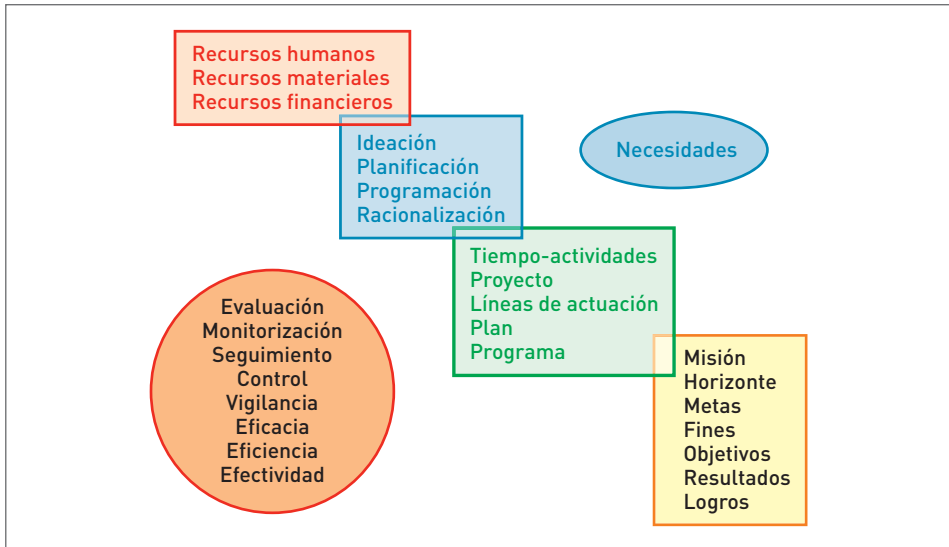 Recursos humanos
Recursos materiales
Recursos financieros
Ideación
Planificación
Programación
Racionalización
Necesidades
Tiempo-actividades
Proyecto
Líneas de actuación
Plan
Programa
Evaluación
Monitorización
Seguimiento
Control
Vigilancia
Eficacia
Eficiencia
Efectividad
Misión
Horizonte
Metas
Fines
Objetivos
Resultados
Logros